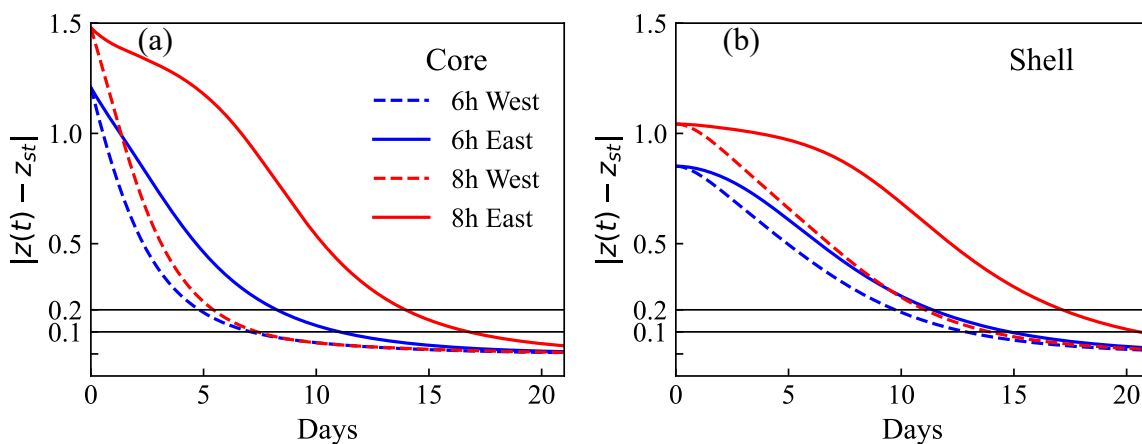 (a)
Core
6h West
6h East
8h West
8h East
|z(t) − z_st|
1.5
1.0
0.5
0.2
0.1
0 5 10 15 20
Days
(b)
Shell
|z(t) − z_st|
1.5
1.0
0.5
0.2
0.1
0 5 10 15 20
Days